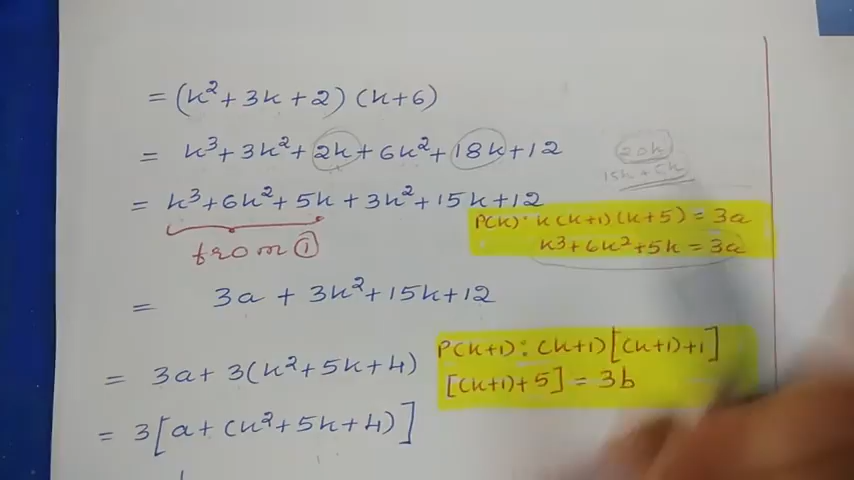 = (k² + 3k + 2) (k+6)
= k³ + 3k² + 2k + 6k² + 18k + 12
20k
15k + 5k
= k³ + 6k² + 5k + 3k² + 15k + 12
from ①
P(k): k(k+1)(k+5) = 3a
k³+6k²+5k = 3a
= 3a + 3k² + 15k + 12
= 3a + 3(k² + 5k + 4)
P(k+1): (k+1)[(k+1)+1]
[(k+1)+5] = 3b
= 3[a + (k² + 5k + 4)]